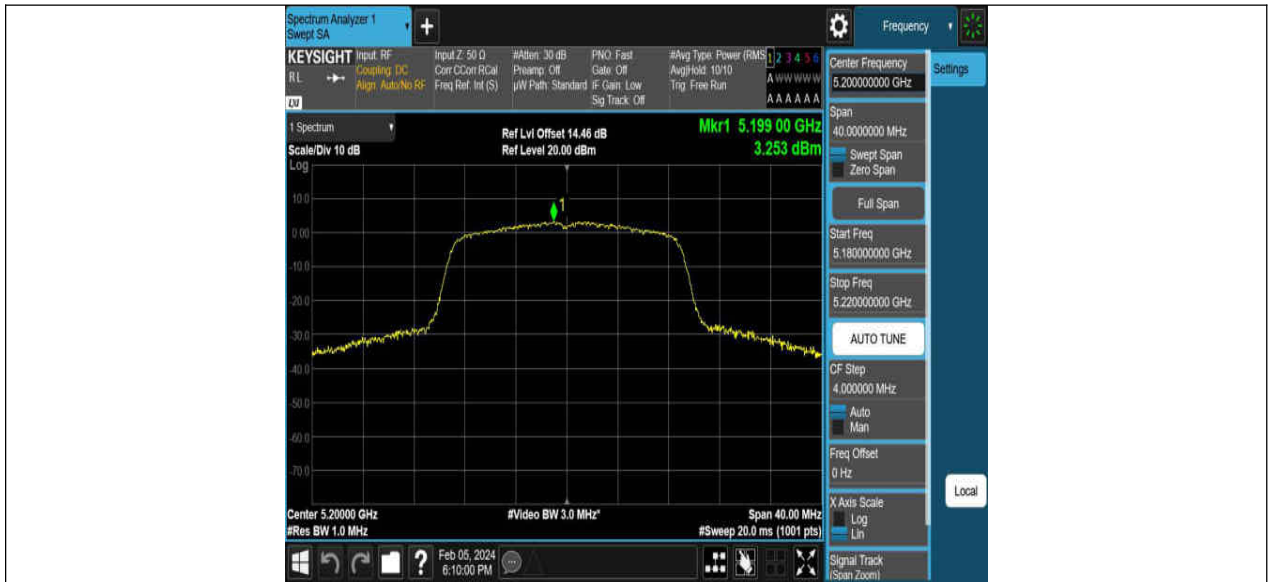 Spectrum Analyzer 1
Swept SA
+
Frequency
KEYSIGHT
RL
LXI
Input: RF
Coupling: DC
Align: Auto/No RF
Input Z: 50 Ω
Corr CCorr RCal
Freq Ref: Int (S)
#Atten: 30 dB
Preamp: Off
µW Path: Standard
PNO: Fast
Gate: Off
IF Gain: Low
Sig Track: Off
#Avg Type: Power (RMS
Avg|Hold: 10/10
Trig: Free Run
1 2 3 4 5 6
A W W W W W
A A A A A A
Center Frequency
5.200000000 GHz
Settings
Span
40.0000000 MHz
Swept Span
Zero Span
Full Span
Start Freq
5.180000000 GHz
Stop Freq
5.220000000 GHz
AUTO TUNE
CF Step
4.000000 MHz
Auto
Man
Freq Offset
0 Hz
X Axis Scale
Log
Lin
Signal Track
(Span Zoom)
Local
1 Spectrum
Scale/Div 10 dB
Log
Ref Lvl Offset 14.46 dB
Ref Level 20.00 dBm
Mkr1 5.199 00 GHz
3.253 dBm
10.0
0.00
-10.0
-20.0
-30.0
-40.0
-50.0
-60.0
-70.0
1
Center 5.20000 GHz
#Res BW 1.0 MHz
#Video BW 3.0 MHz*
Span 40.00 MHz
#Sweep 20.0 ms (1001 pts)
?
Feb 05, 2024
6:10:00 PM